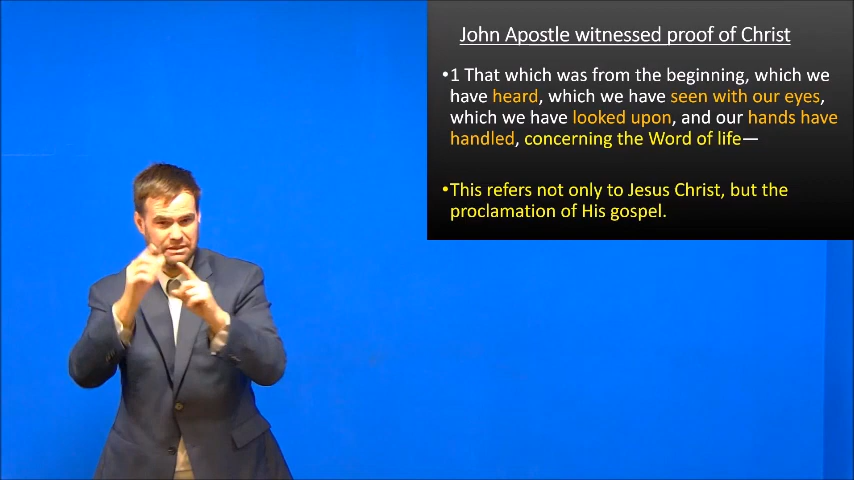 John Apostle witnessed proof of Christ
•1 That which was from the beginning, which we
have heard, which we have seen with our eyes,
which we have looked upon, and our hands have
handled, concerning the Word of life—
•This refers not only to Jesus Christ, but the
proclamation of His gospel.